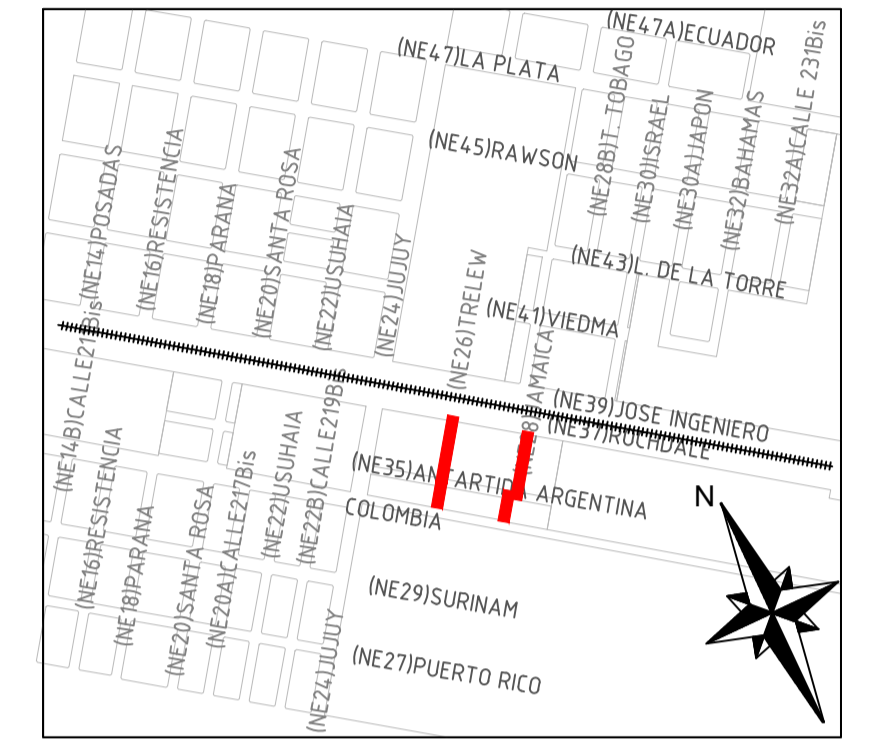 (NE47A)ECUADOR
(NE47)LA PLATA
(NE45)RAWSON
(NE28B)T. TOBAGO
(NE30)ISRAEL
(NE30A)JAPON
(NE32)BAHAMAS
(NE32A)CALLE 231Bis
(NE14)POSADAS
(NE16)RESISTENCIA
(NE18)PARANA
(NE20)SANTA ROSA
(NE22)USUHAIA
(NE24)JUJUY
(NE26)TRELEW
(NE43)L. DE LA TORRE
(NE41)VIEDMA
(NE28)JAMAICA
(NE39)JOSE INGENIERO
(NE37)ROCHDALE
(NE35)ANTARTIDA ARGENTINA
COLOMBIA
(NE14B)CALLE211Bis
(NE16)RESISTENCIA
(NE18)PARANA
(NE20)SANTA ROSA
(NE20A)CALLE217Bis
(NE22)USUHAIA
(NE22B)CALLE219Bis
(NE24)JUJUY
(NE29)SURINAM
(NE27)PUERTO RICO
N